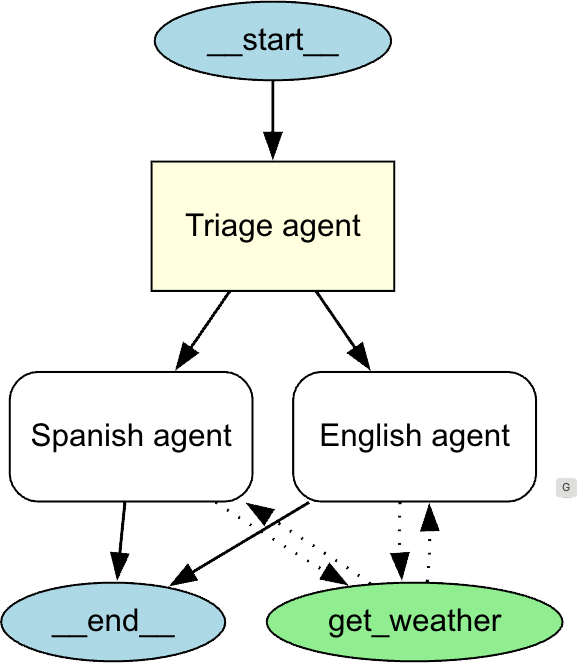 __start__
Triage agent
Spanish agent
English agent
G
__end__
get_weather